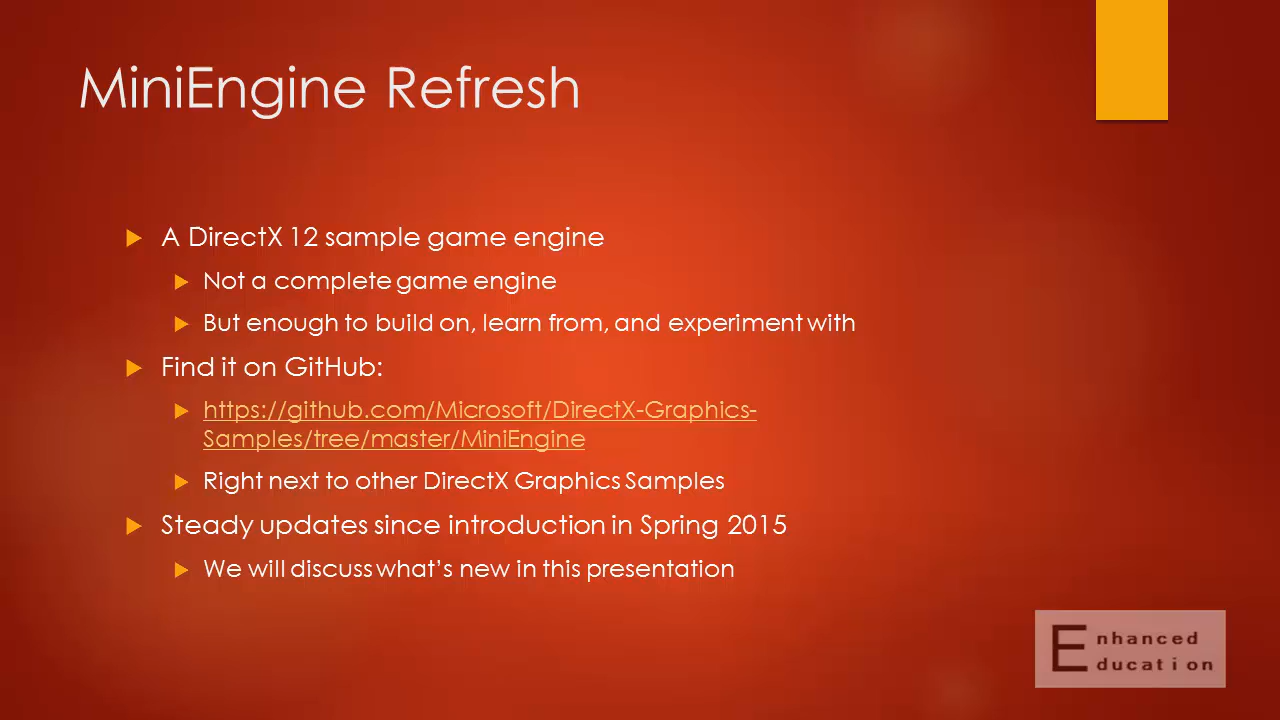 MiniEngine Refresh
A DirectX 12 sample game engine
Not a complete game engine
But enough to build on, learn from, and experiment with
Find it on GitHub:
https://github.com/Microsoft/DirectX-Graphics-
Samples/tree/master/MiniEngine
Right next to other DirectX Graphics Samples
Steady updates since introduction in Spring 2015
We will discuss what's new in this presentation
Enhanced
Education